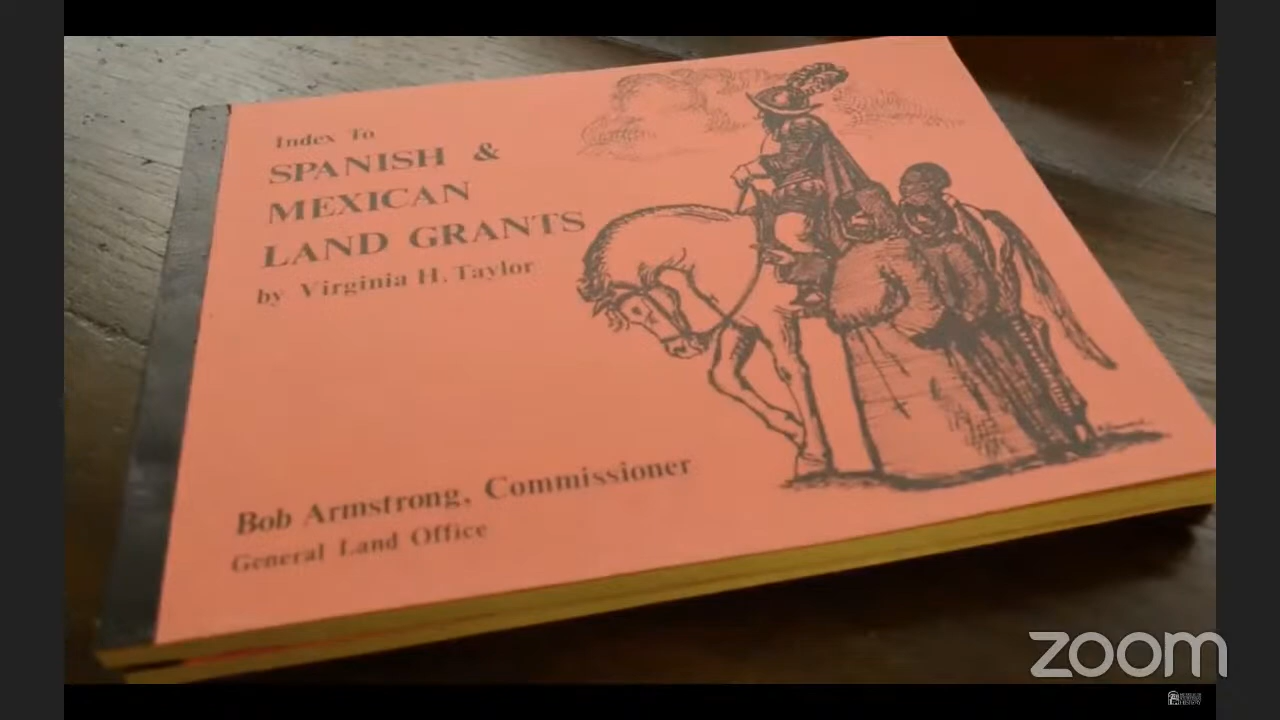 Index To
SPANISH &
MEXICAN
LAND GRANTS
by Virginia H. Taylor
Bob Armstrong, Commissioner
General Land Office
zoom